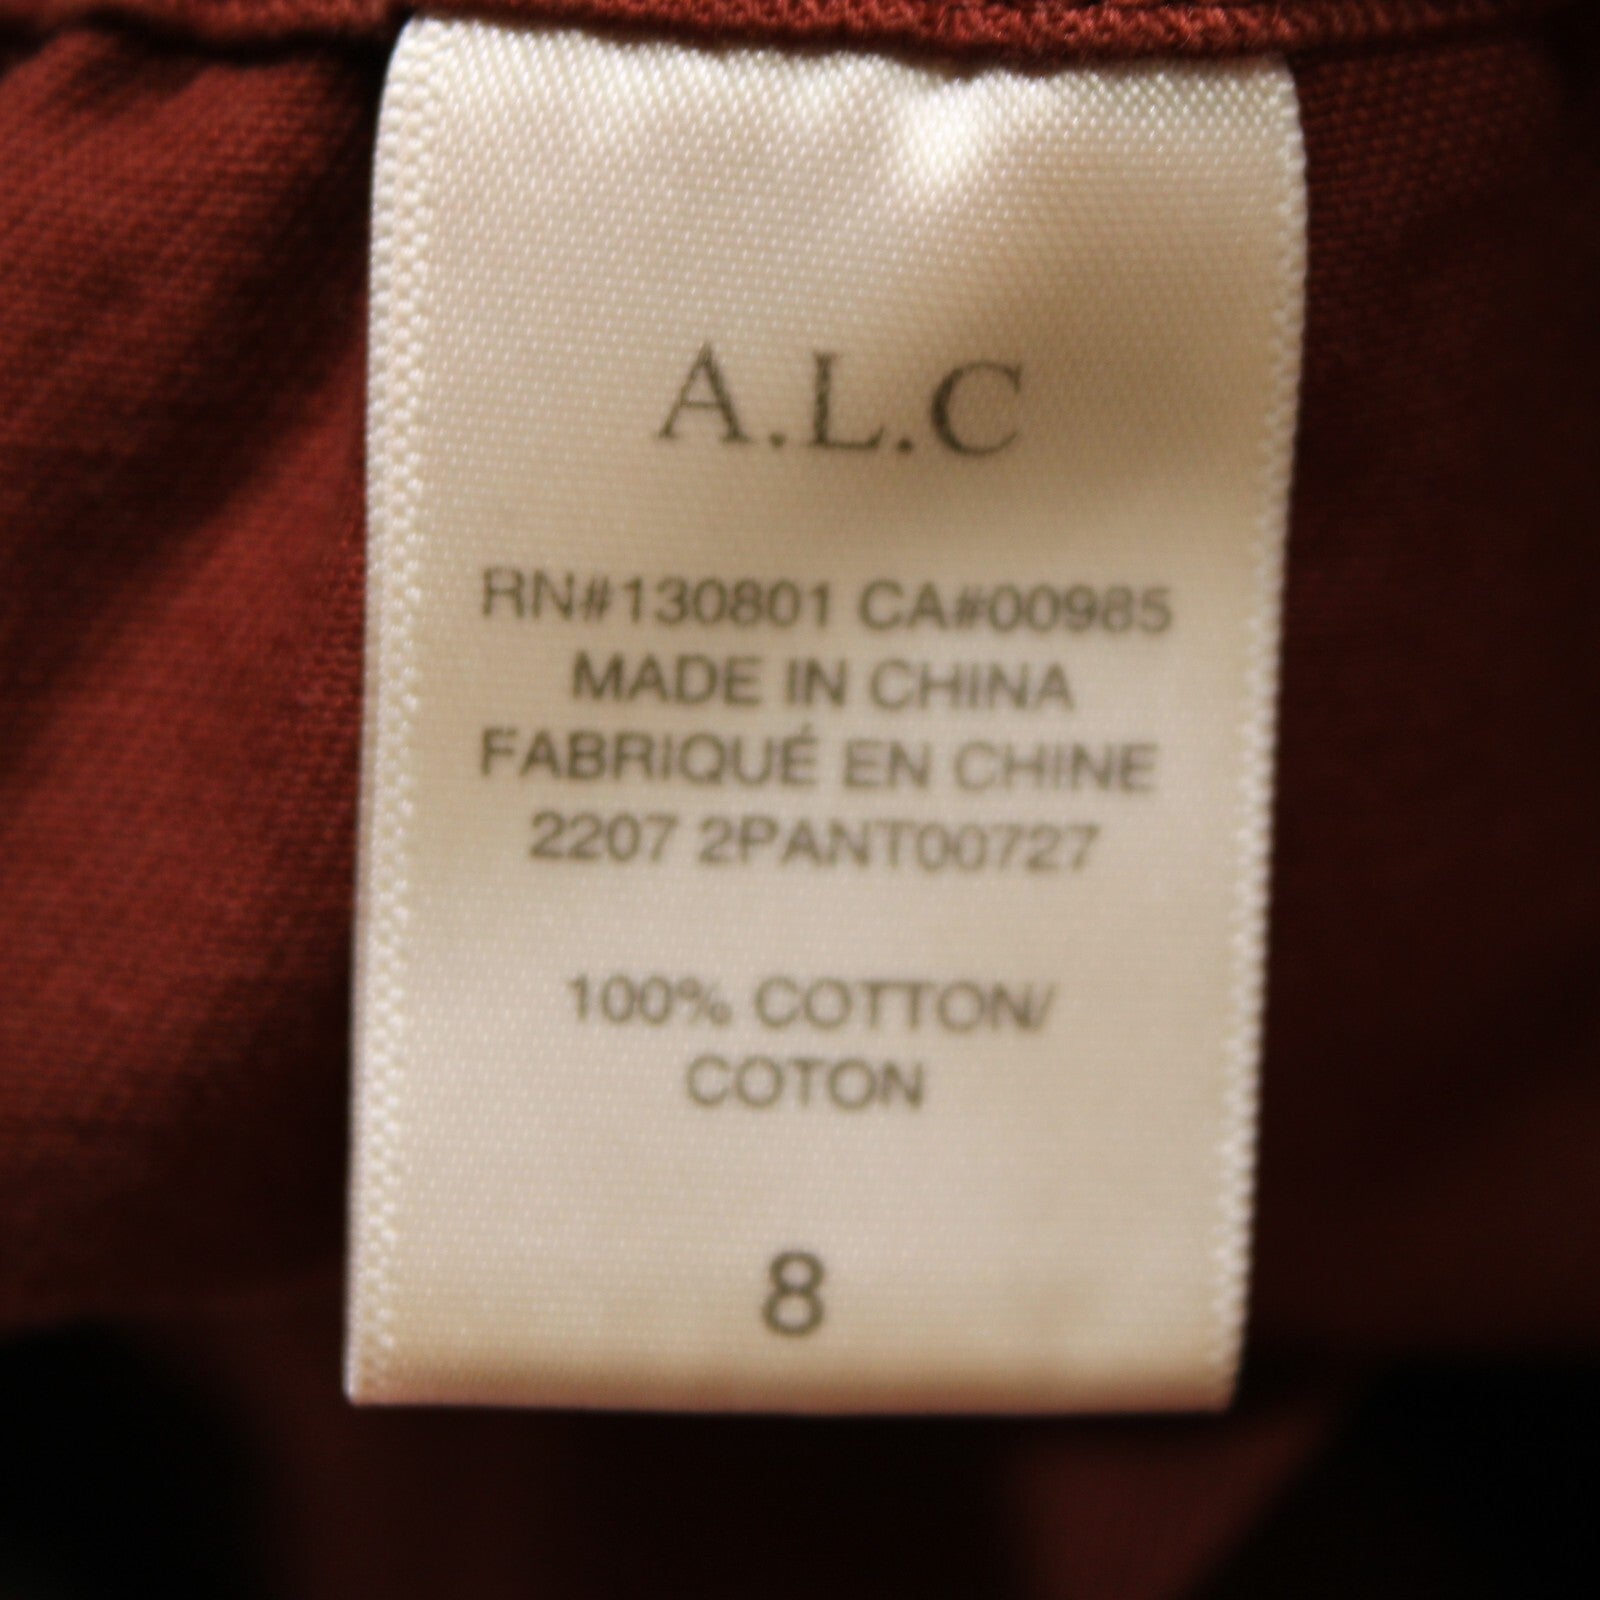 A.L.C
RN#130801 CA#00985
MADE IN CHINA
FABRIQUÉ EN CHINE
2207 2PANT00727
100% COTTON/
COTON
8